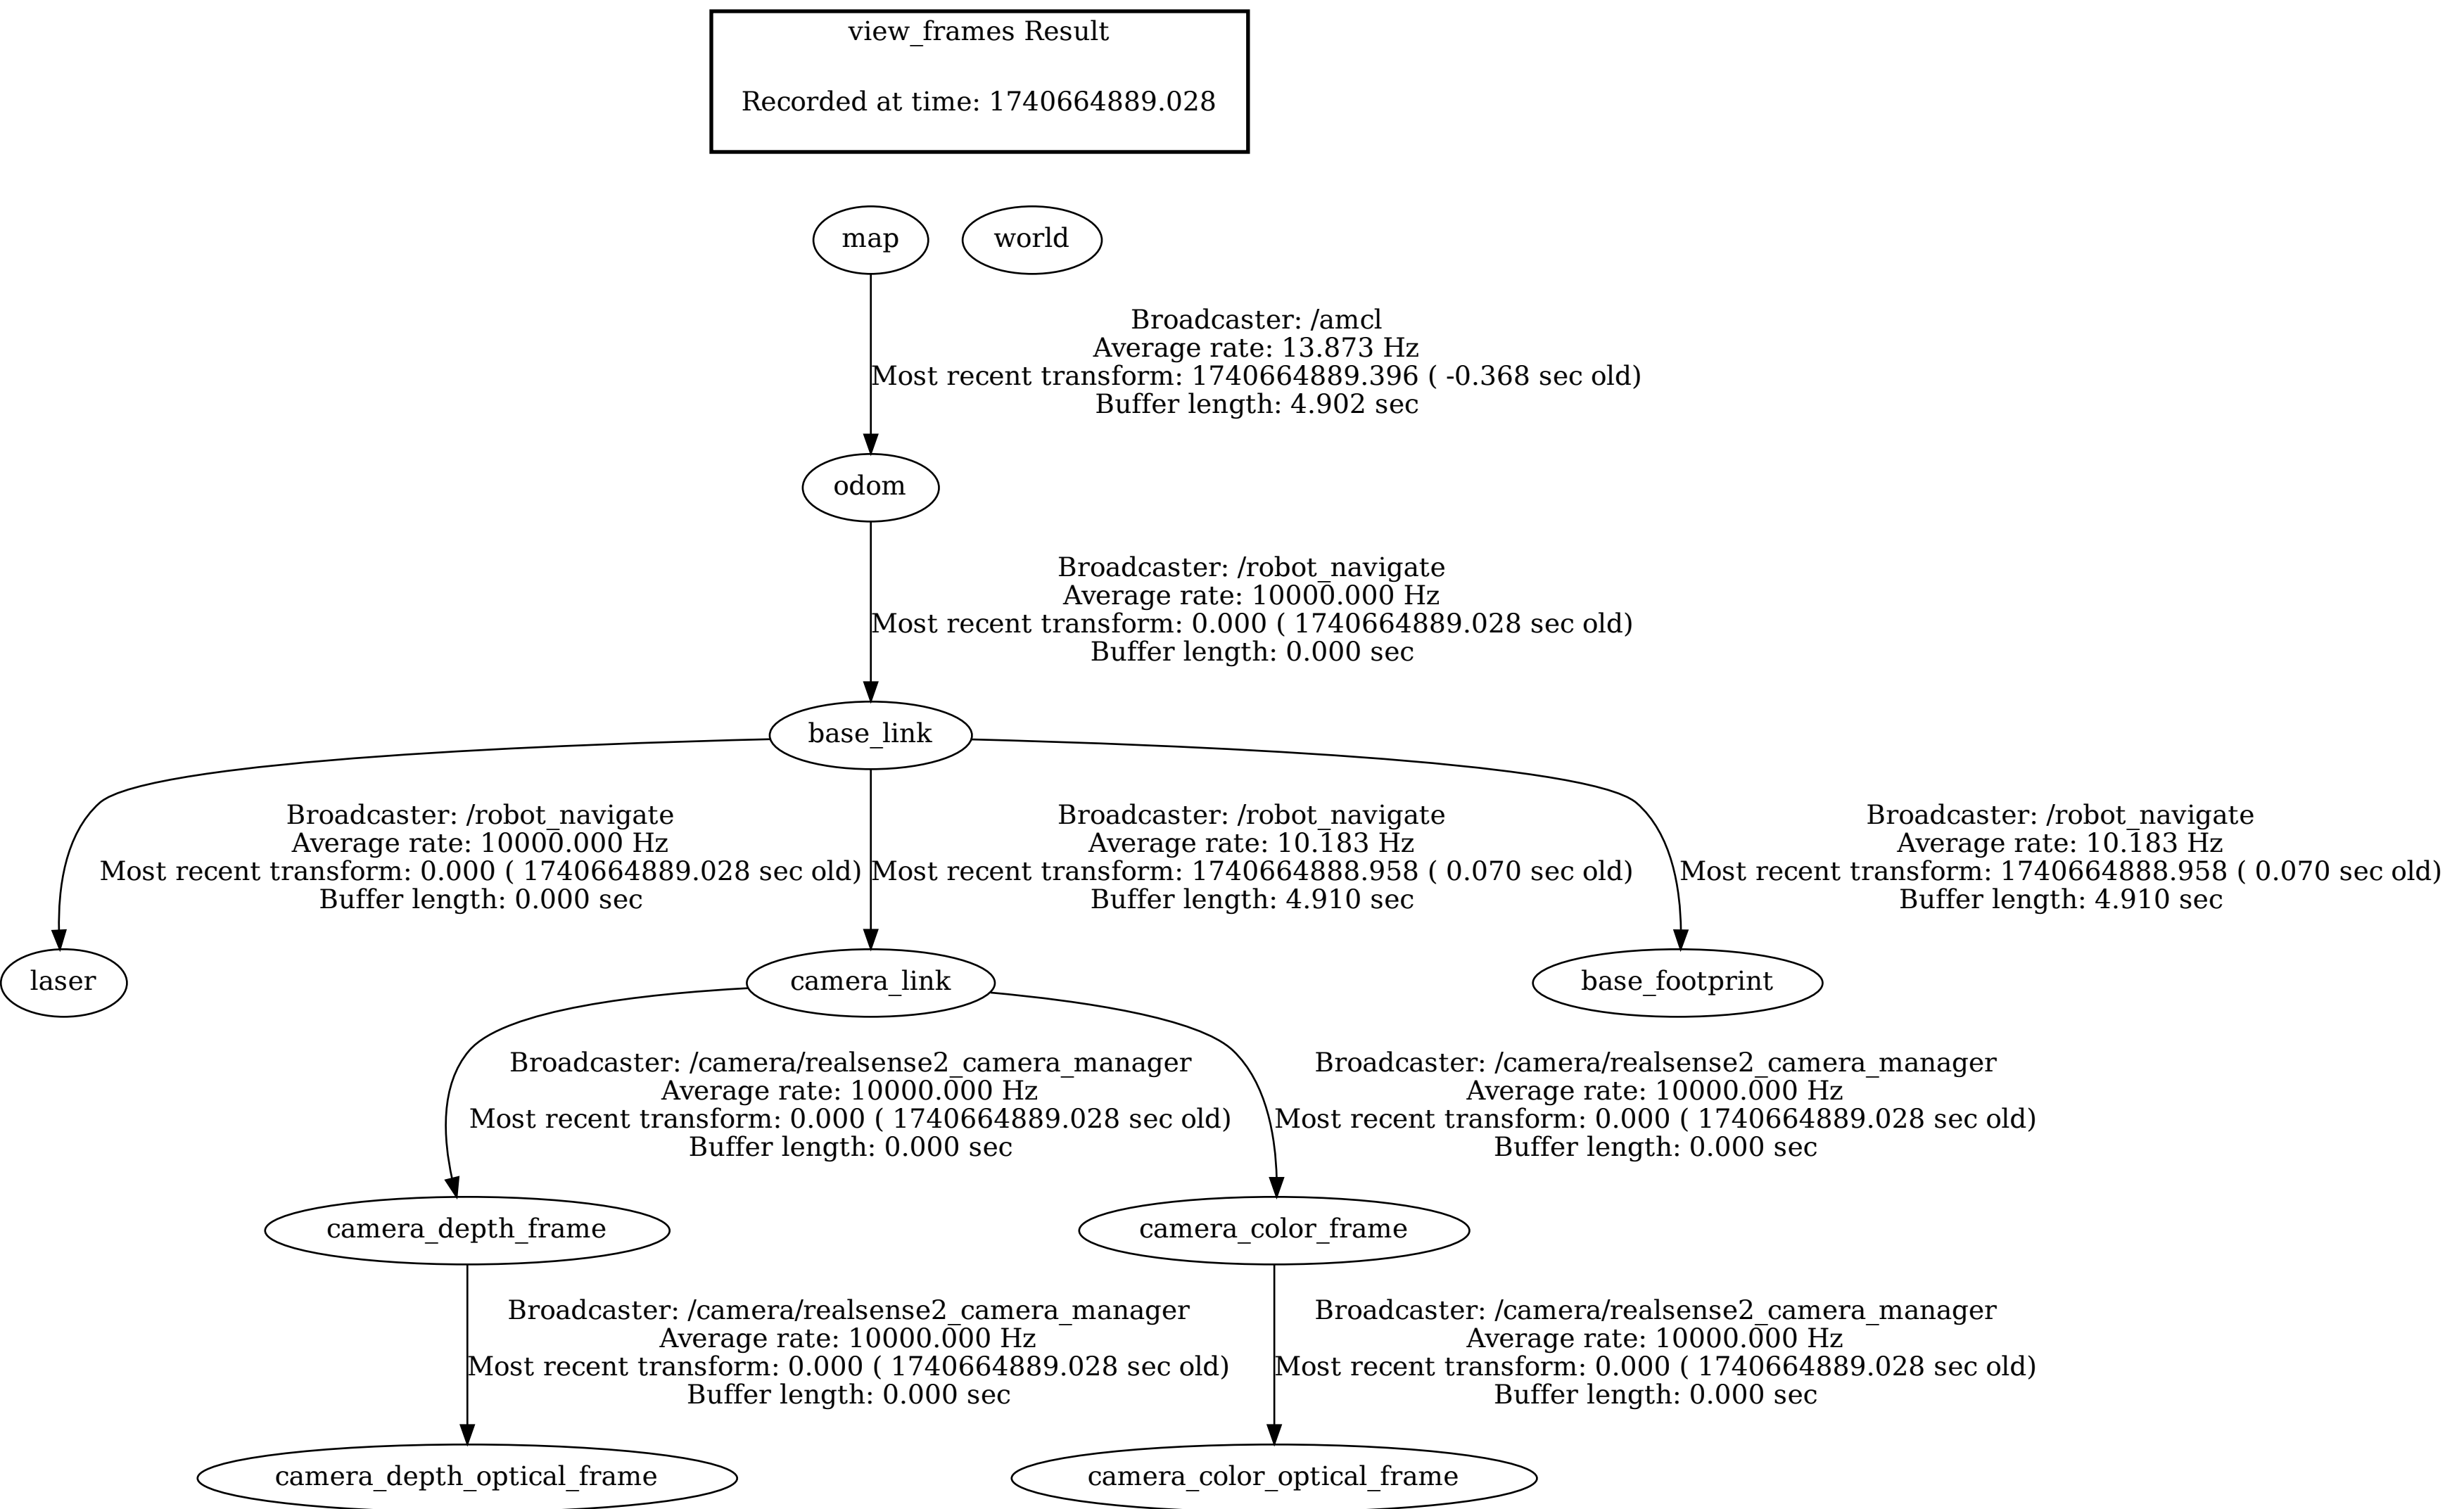 view_frames Result
Recorded at time: 1740664889.028
map
world
Broadcaster: /amcl
Average rate: 13.873 Hz
Most recent transform: 1740664889.396 ( -0.368 sec old)
Buffer length: 4.902 sec
odom
Broadcaster: /robot_navigate
Average rate: 10000.000 Hz
Most recent transform: 0.000 ( 1740664889.028 sec old)
Buffer length: 0.000 sec
base_link
Broadcaster: /robot_navigate
Average rate: 10000.000 Hz
Most recent transform: 0.000 ( 1740664889.028 sec old)
Buffer length: 0.000 sec
Broadcaster: /robot_navigate
Average rate: 10.183 Hz
Most recent transform: 1740664888.958 ( 0.070 sec old)
Buffer length: 4.910 sec
Broadcaster: /robot_navigate
Average rate: 10.183 Hz
Most recent transform: 1740664888.958 ( 0.070 sec old)
Buffer length: 4.910 sec
laser
camera_link
base_footprint
Broadcaster: /camera/realsense2_camera_manager
Average rate: 10000.000 Hz
Most recent transform: 0.000 ( 1740664889.028 sec old)
Buffer length: 0.000 sec
Broadcaster: /camera/realsense2_camera_manager
Average rate: 10000.000 Hz
Most recent transform: 0.000 ( 1740664889.028 sec old)
Buffer length: 0.000 sec
camera_depth_frame
camera_color_frame
Broadcaster: /camera/realsense2_camera_manager
Average rate: 10000.000 Hz
Most recent transform: 0.000 ( 1740664889.028 sec old)
Buffer length: 0.000 sec
Broadcaster: /camera/realsense2_camera_manager
Average rate: 10000.000 Hz
Most recent transform: 0.000 ( 1740664889.028 sec old)
Buffer length: 0.000 sec
camera_depth_optical_frame
camera_color_optical_frame